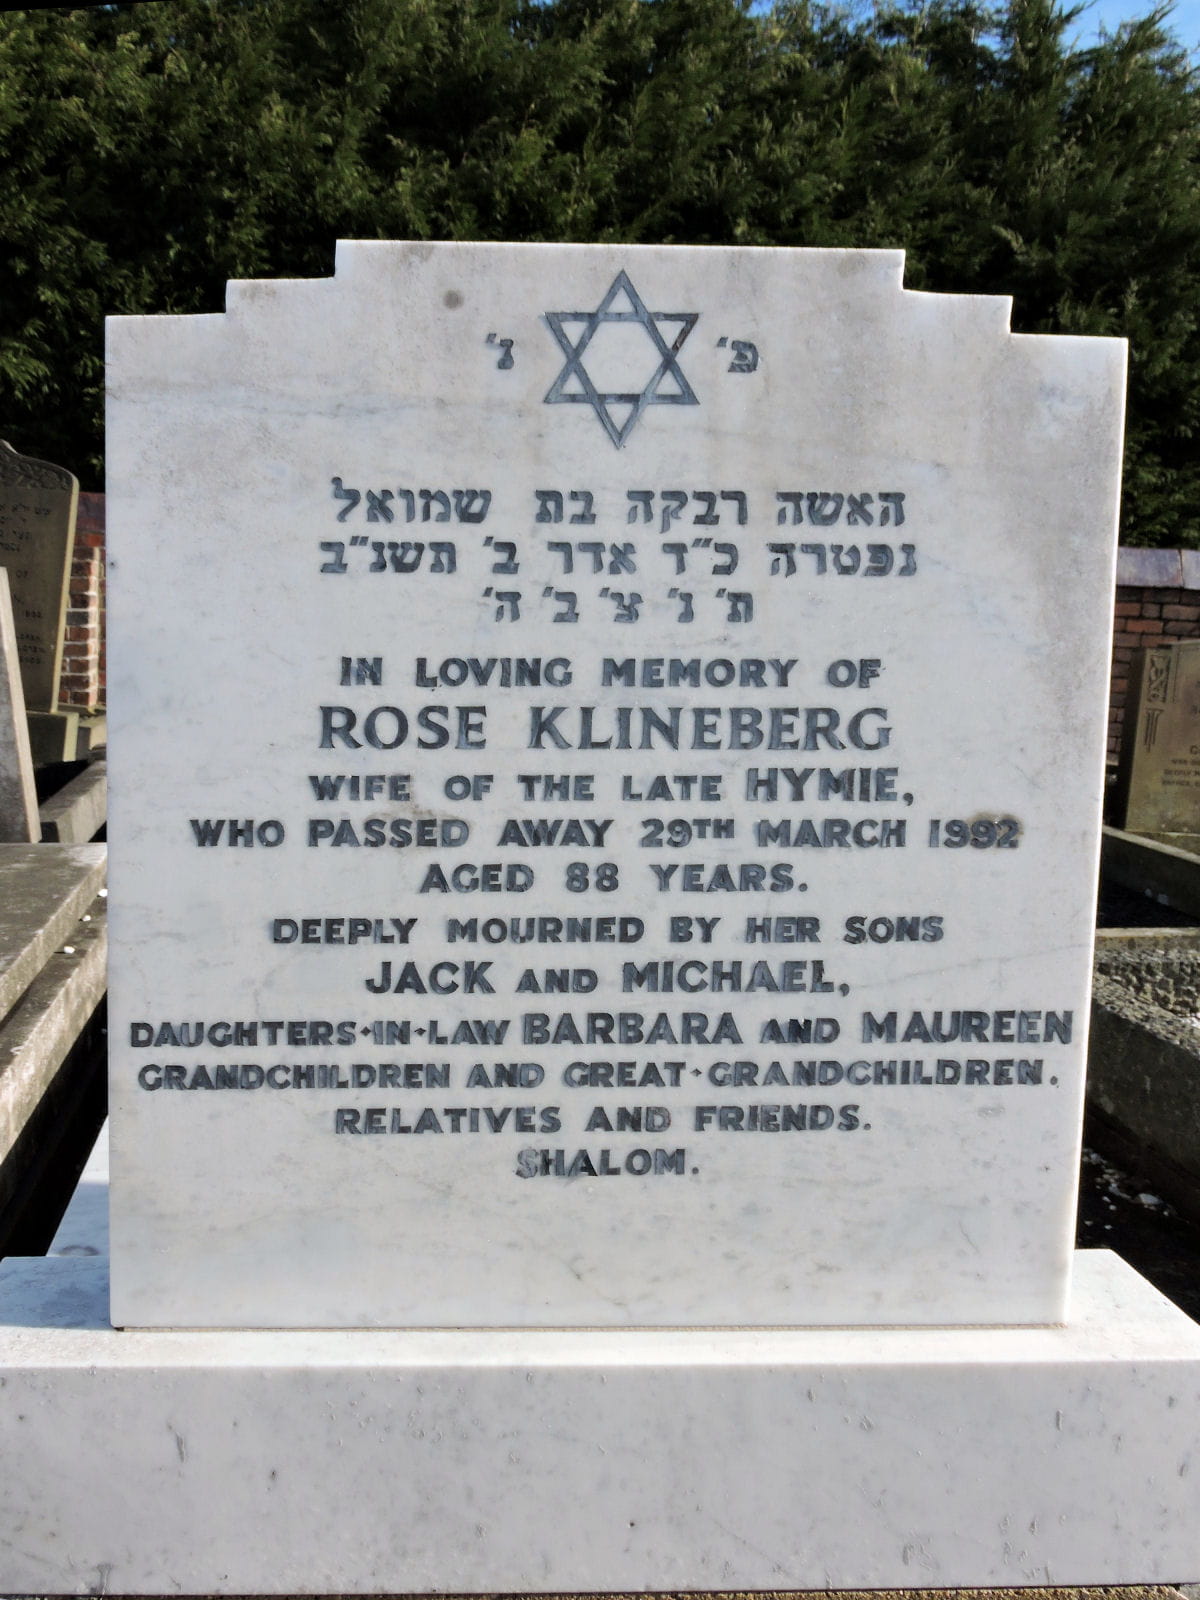 פ' נ'
האשה רבקה בת שמואל
נפטרה כ"ד אדר ב' תשנ"ב
ת' נ' צ' ב' ה'
IN LOVING MEMORY OF
ROSE KLINEBERG
WIFE OF THE LATE HYMIE,
WHO PASSED AWAY 29TH MARCH 1992
AGED 88 YEARS.
DEEPLY MOURNED BY HER SONS
JACK AND MICHAEL,
DAUGHTERS-IN-LAW BARBARA AND MAUREEN
GRANDCHILDREN AND GREAT-GRANDCHILDREN.
RELATIVES AND FRIENDS.
SHALOM.